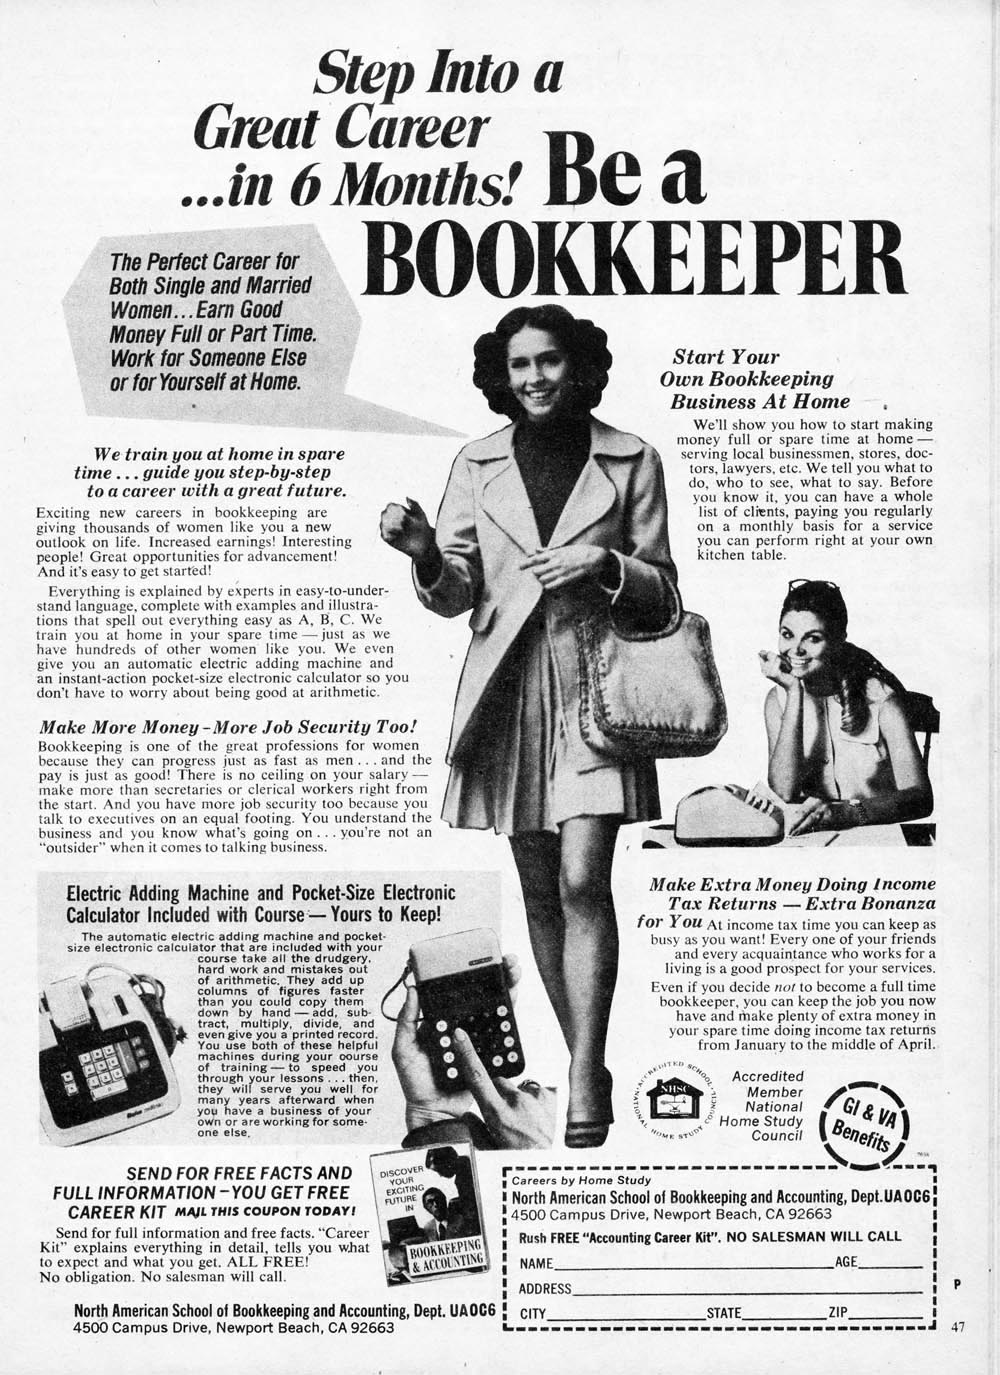 Step Into a
Great Career
...in 6 Months! Be a
BOOKKEEPER
The Perfect Career for
Both Single and Married
Women...Earn Good
Money Full or Part Time.
Work for Someone Else
or for Yourself at Home.
We train you at home in spare
time ... guide you step-by-step
to a career with a great future.
Exciting new careers in bookkeeping are
giving thousands of women like you a new
outlook on life. Increased earnings! Interesting
people! Great opportunities for advancement!
And it's easy to get started!
Everything is explained by experts in easy-to-under-
stand language, complete with examples and illustra-
tions that spell out everything easy as A, B, C. We
train you at home in your spare time — just as we
have hundreds of other women like you. We even
give you an automatic electric adding machine and
an instant-action pocket-size electronic calculator so you
don't have to worry about being good at arithmetic.
Make More Money – More Job Security Too!
Bookkeeping is one of the great professions for women
because they can progress just as fast as men . . . and the
pay is just as good! There is no ceiling on your salary —
make more than secretaries or clerical workers right from
the start. And you have more job security too because you
talk to executives on an equal footing. You understand the
business and you know what's going on . . . you're not an
"outsider" when it comes to talking business.
Start Your
Own Bookkeeping
Business At Home
We'll show you how to start making
money full or spare time at home —
serving local businessmen, stores, doc-
tors, lawyers, etc. We tell you what to
do, who to see, what to say. Before
you know it, you can have a whole
list of clients, paying you regularly
on a monthly basis for a service
you can perform right at your own
kitchen table.
Electric Adding Machine and Pocket-Size Electronic
Calculator Included with Course — Yours to Keep!
The automatic electric adding machine and pocket-
size electronic calculator that are included with your
course take all the drudgery,
hard work and mistakes out
of arithmetic. They add up
columns of figures faster
than you could copy them
down by hand — add, sub-
tract, multiply, divide, and
even give you a printed record.
You use both of these helpful
machines during your course
of training — to speed you
through your lessons . . . then,
they will serve you well for
many years afterward when
you have a business of your
own or are working for some-
one else.
Make Extra Money Doing Income
Tax Returns — Extra Bonanza
for You At income tax time you can keep as
busy as you want! Every one of your friends
and every acquaintance who works for a
living is a good prospect for your services.
Even if you decide not to become a full time
bookkeeper, you can keep the job you now
have and make plenty of extra money in
your spare time doing income tax returns
from January to the middle of April.
ACCREDITED SCHOOL
NHSC
NATIONAL HOME STUDY COUNCIL
Accredited
Member
National
Home Study
Council
GI & VA
Benefits
SEND FOR FREE FACTS AND
FULL INFORMATION – YOU GET FREE
CAREER KIT MAIL THIS COUPON TODAY!
Send for full information and free facts. "Career
Kit" explains everything in detail, tells you what
to expect and what you get. ALL FREE!
No obligation. No salesman will call.
DISCOVER
YOUR
EXCITING
FUTURE
IN
BOOKKEEPING
& ACCOUNTING
North American School of Bookkeeping and Accounting, Dept. UA0C6
4500 Campus Drive, Newport Beach, CA 92663
Careers by Home Study
North American School of Bookkeeping and Accounting, Dept. UA0C6
4500 Campus Drive, Newport Beach, CA 92663
Rush FREE "Accounting Career Kit". NO SALESMAN WILL CALL
NAME AGE
ADDRESS
CITY STATE ZIP
P
47